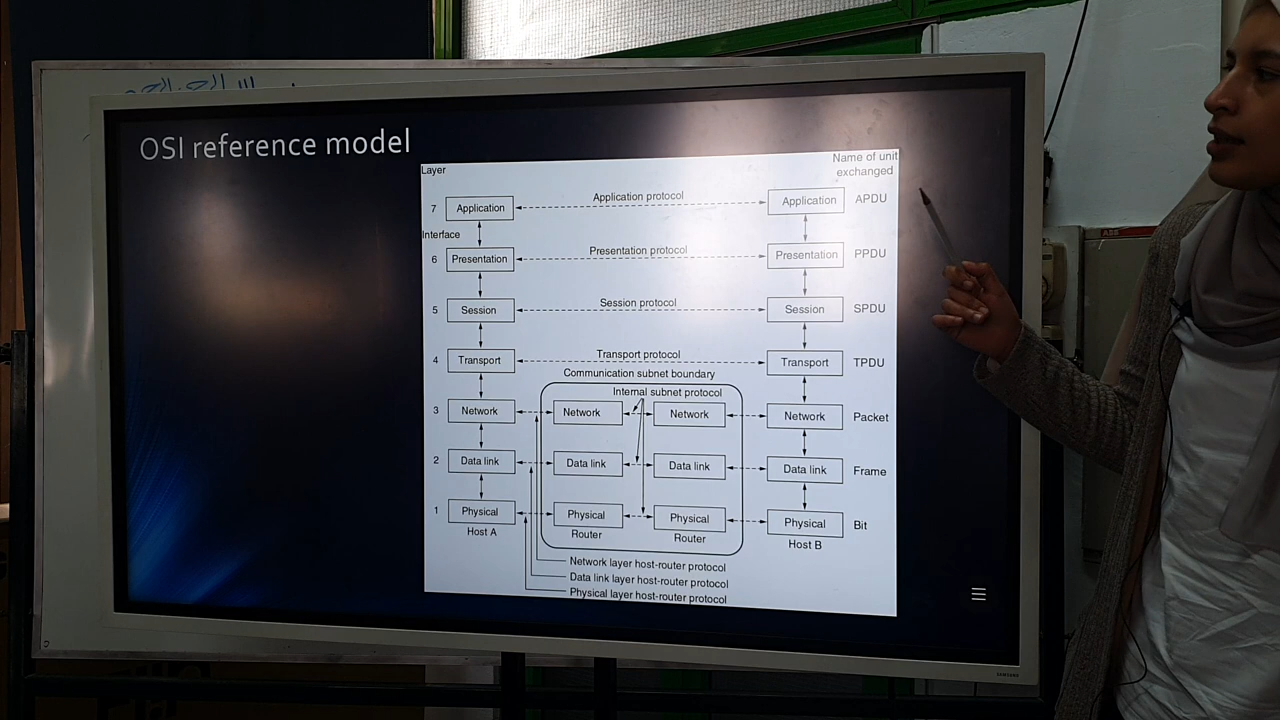 OSI reference model
Layer
Name of unit
exchanged
7 Application Application protocol Application APDU
Interface
6 Presentation Presentation protocol Presentation PPDU
5 Session Session protocol Session SPDU
4 Transport Transport protocol Transport TPDU
Communication subnet boundary
Internal subnet protocol
3 Network Network Network Network Packet
2 Data link Data link Data link Data link Frame
1 Physical Physical Physical Physical Bit
Host A Router Router Host B
Network layer host-router protocol
Data link layer host-router protocol
Physical layer host-router protocol
SAMSUNG
ABB